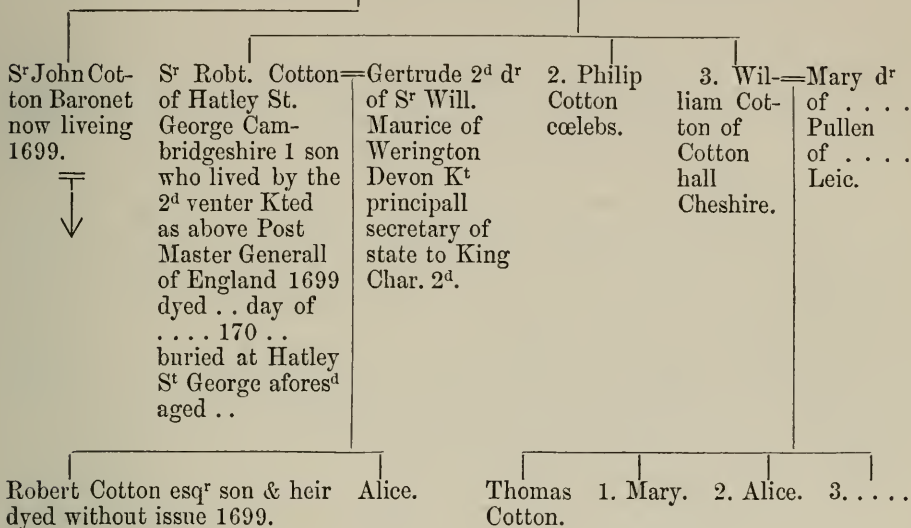 Sʳ John Cot-
ton Baronet
now liveing
1699.
Sʳ Robt. Cotton
of Hatley St.
George Cam-
bridgeshire 1 son
who lived by the
2ᵈ venter Kted
as above Post
Master Generall
of England 1699
dyed . . day of
. . . . 170 . .
buried at Hatley
Sᵗ George aforesᵈ
aged . .
=Gertrude 2ᵈ dʳ
of Sʳ Will.
Maurice of
Werington
Devon Kᵗ
principall
secretary of
state to King
Char. 2ᵈ.
2. Philip
Cotton
cœlebs.
3. Wil-
liam Cot-
ton of
Cotton
hall
Cheshire.
=Mary dʳ
of . . . .
Pullen
of . . . .
Leic.
Robert Cotton esqʳ son & heir
dyed without issue 1699.
Alice.
Thomas
Cotton.
1. Mary.
2. Alice.
3. . . . .